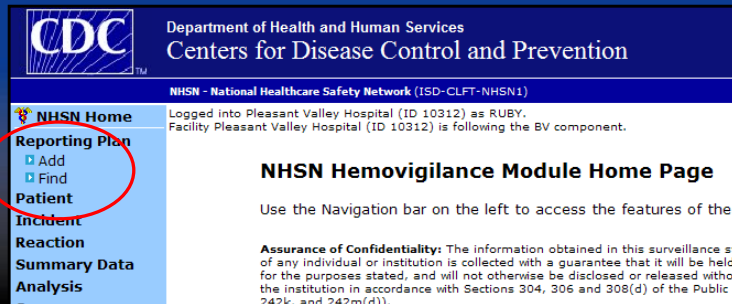 CDC
TM
Department of Health and Human Services
Centers for Disease Control and Prevention
NHSN - National Healthcare Safety Network (ISD-CLFT-NHSN1)
NHSN Home
Logged into Pleasant Valley Hospital (ID 10312) as RUBY.
Facility Pleasant Valley Hospital (ID 10312) is following the BV component.
Reporting Plan
Add
Find
Patient
Incident
Reaction
Summary Data
Analysis
NHSN Hemovigilance Module Home Page
Use the Navigation bar on the left to access the features of the
Assurance of Confidentiality: The information obtained in this surveillance s
of any individual or institution is collected with a guarantee that it will be held
for the purposes stated, and will not otherwise be disclosed or released witho
the institution in accordance with Sections 304, 306 and 308(d) of the Public
242k, and 242m(d)).